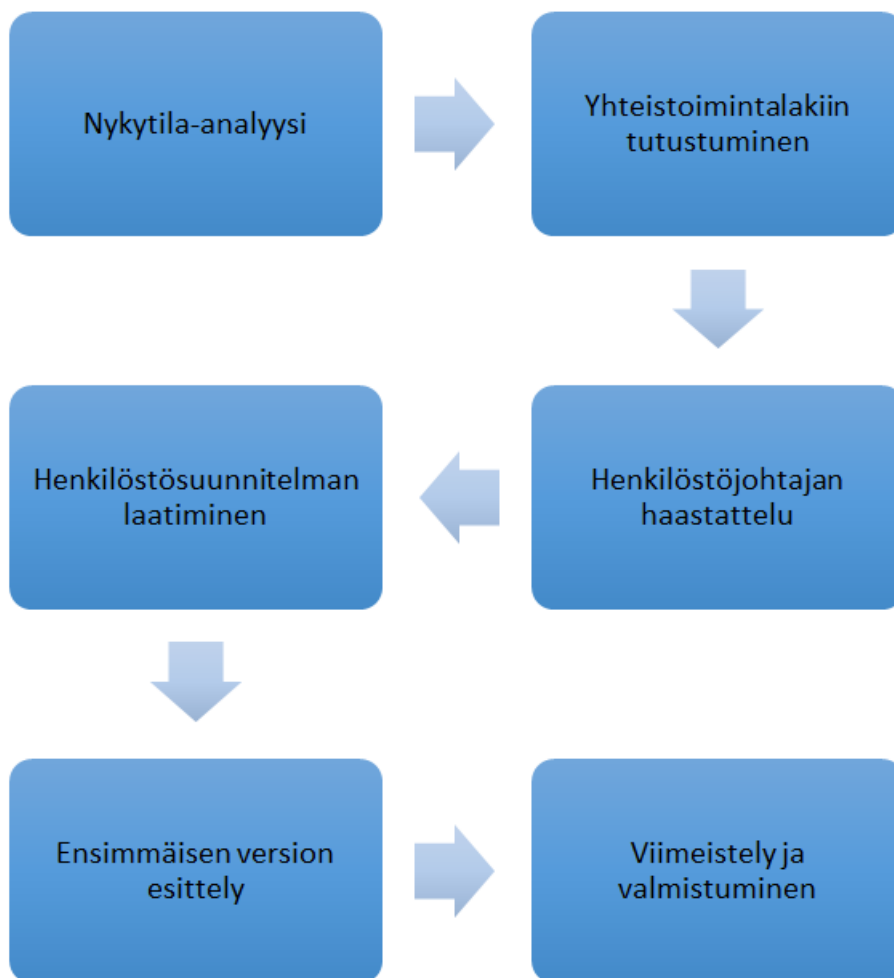 Nykytila-analyysi
Yhteistoimintalakiin
tutustuminen
Henkilöstöjohtajan
haastattelu
Henkilöstösuunnitelman
laatiminen
Ensimmäisen version
esittely
Viimeistely ja
valmistuminen